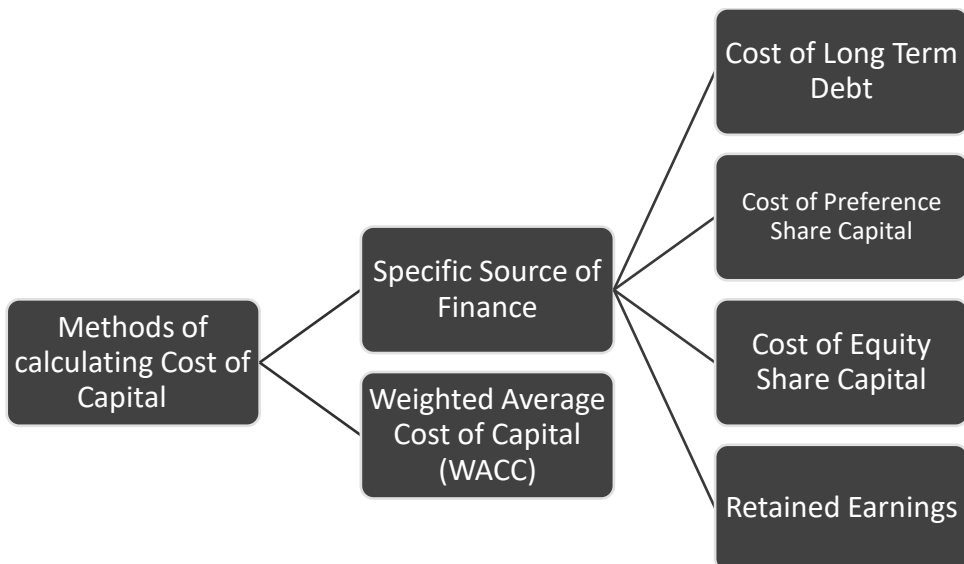 Methods of
calculating Cost of
Capital
Specific Source of
Finance
Weighted Average
Cost of Capital
(WACC)
Cost of Long Term
Debt
Cost of Preference
Share Capital
Cost of Equity
Share Capital
Retained Earnings